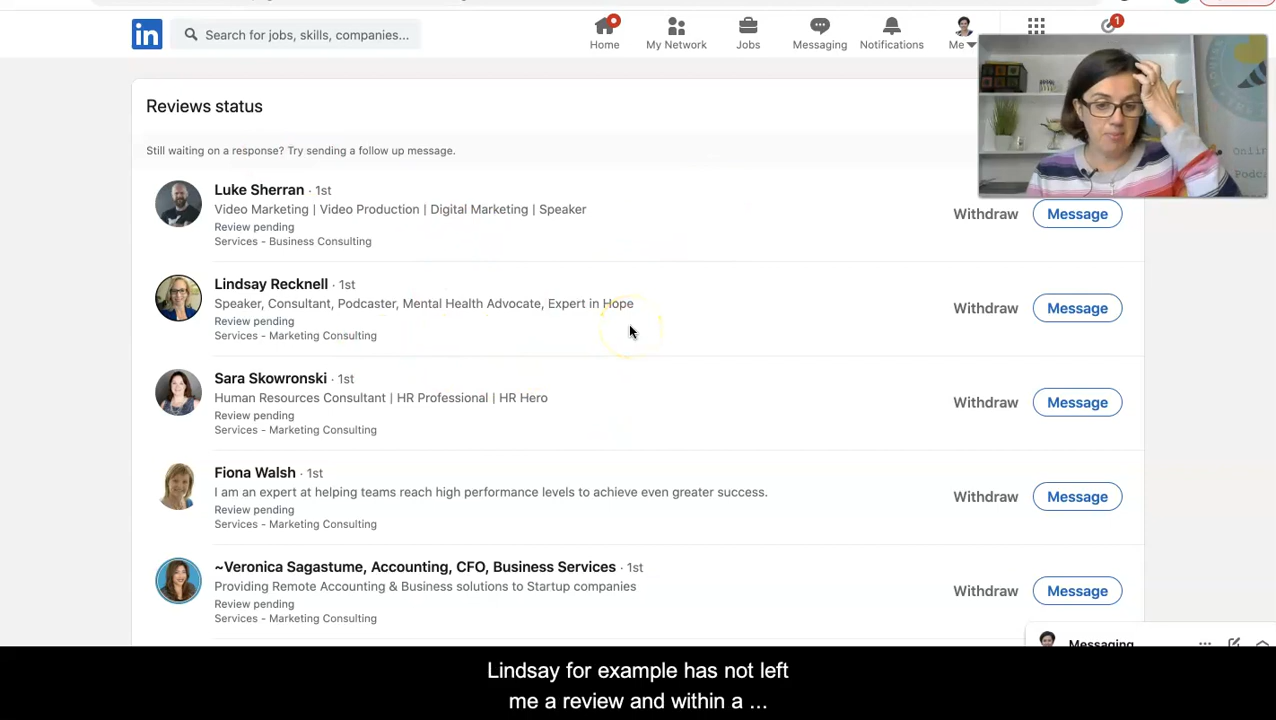 in
Search for jobs, skills, companies...
Home
My Network
Jobs
Messaging
Notifications
Me
1
Reviews status
Still waiting on a response? Try sending a follow up message.
Luke Sherran · 1st
Video Marketing | Video Production | Digital Marketing | Speaker
Review pending
Services - Business Consulting
Withdraw
Message
Lindsay Recknell · 1st
Speaker, Consultant, Podcaster, Mental Health Advocate, Expert in Hope
Review pending
Services - Marketing Consulting
Withdraw
Message
Sara Skowronski · 1st
Human Resources Consultant | HR Professional | HR Hero
Review pending
Services - Marketing Consulting
Withdraw
Message
Fiona Walsh · 1st
I am an expert at helping teams reach high performance levels to achieve even greater success.
Review pending
Services - Marketing Consulting
Withdraw
Message
~Veronica Sagastume, Accounting, CFO, Business Services · 1st
Providing Remote Accounting & Business solutions to Startup companies
Review pending
Services - Marketing Consulting
Withdraw
Message
Messaging
Lindsay for example has not left
me a review and within a ...